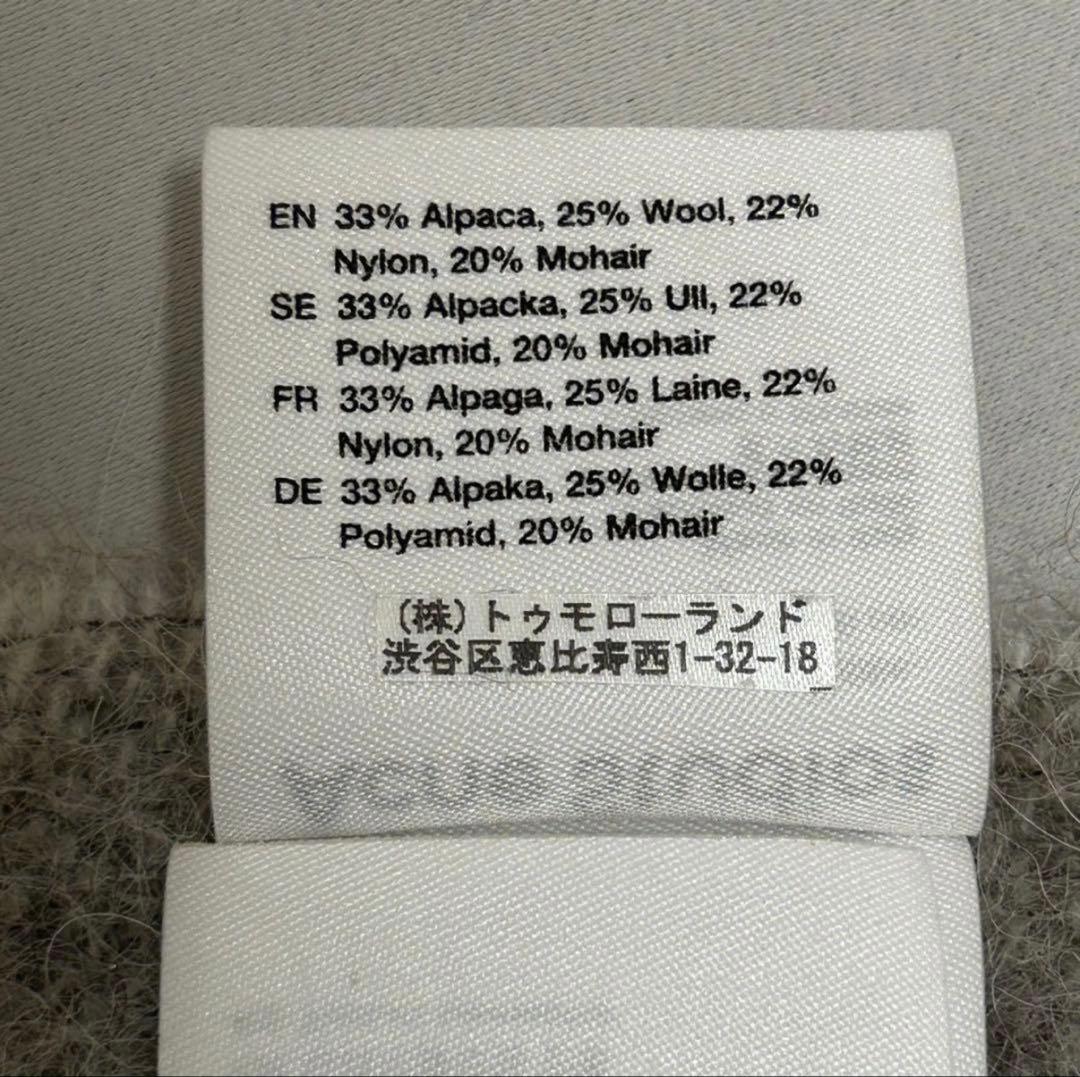 EN 33% Alpaca, 25% Wool, 22%
Nylon, 20% Mohair
SE 33% Alpacka, 25% Ull, 22%
Polyamid, 20% Mohair
FR 33% Alpaga, 25% Laine, 22%
Nylon, 20% Mohair
DE 33% Alpaka, 25% Wolle, 22%
Polyamid, 20% Mohair
(株)トゥモローランド
渋谷区恵比寿西1-32-18